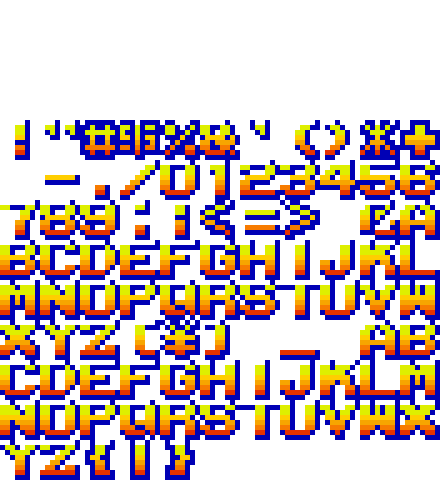 ! " # $ % & ' ( ) * +
- . / 0 1 2 3 4 5 6
7 8 9 : ; < = > A
B C D E F G H I J K L
M N O P Q R S T U V W
X Y Z [ ] _ A B
C D E F G H I J K L M
N O P Q R S T U V W X
Y Z { | }